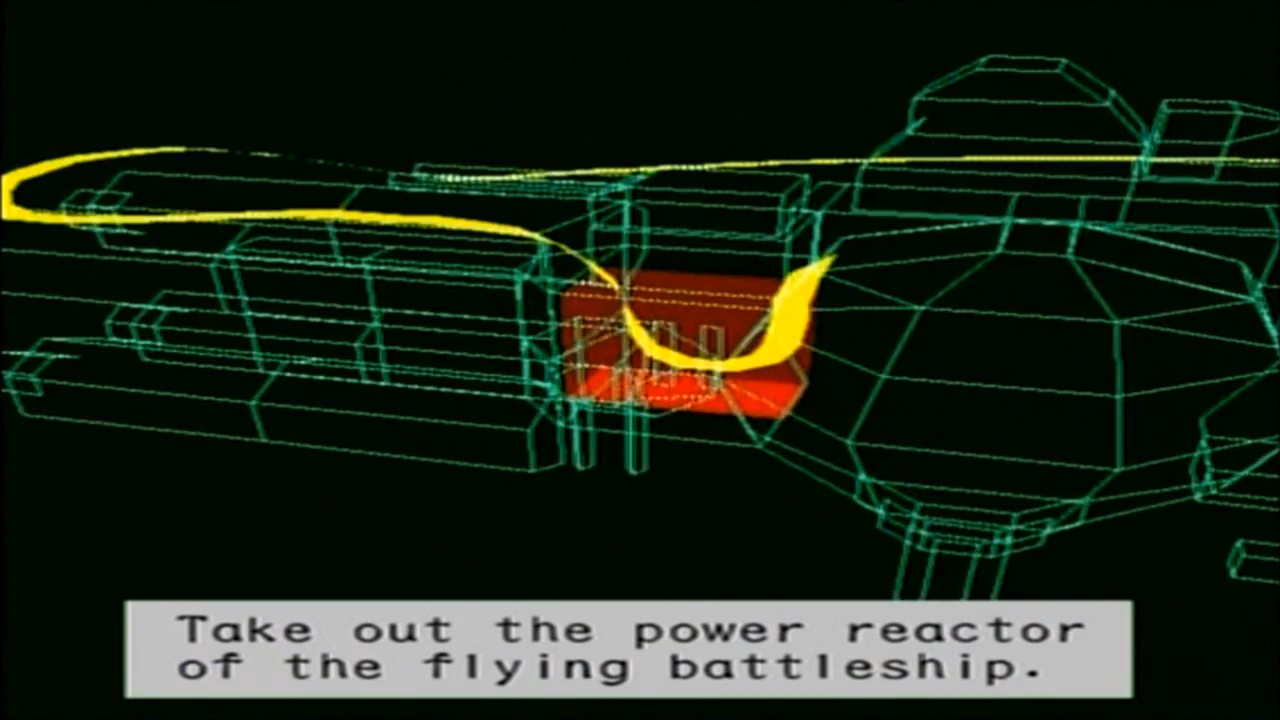 Take out the power reactor
of the flying battleship.